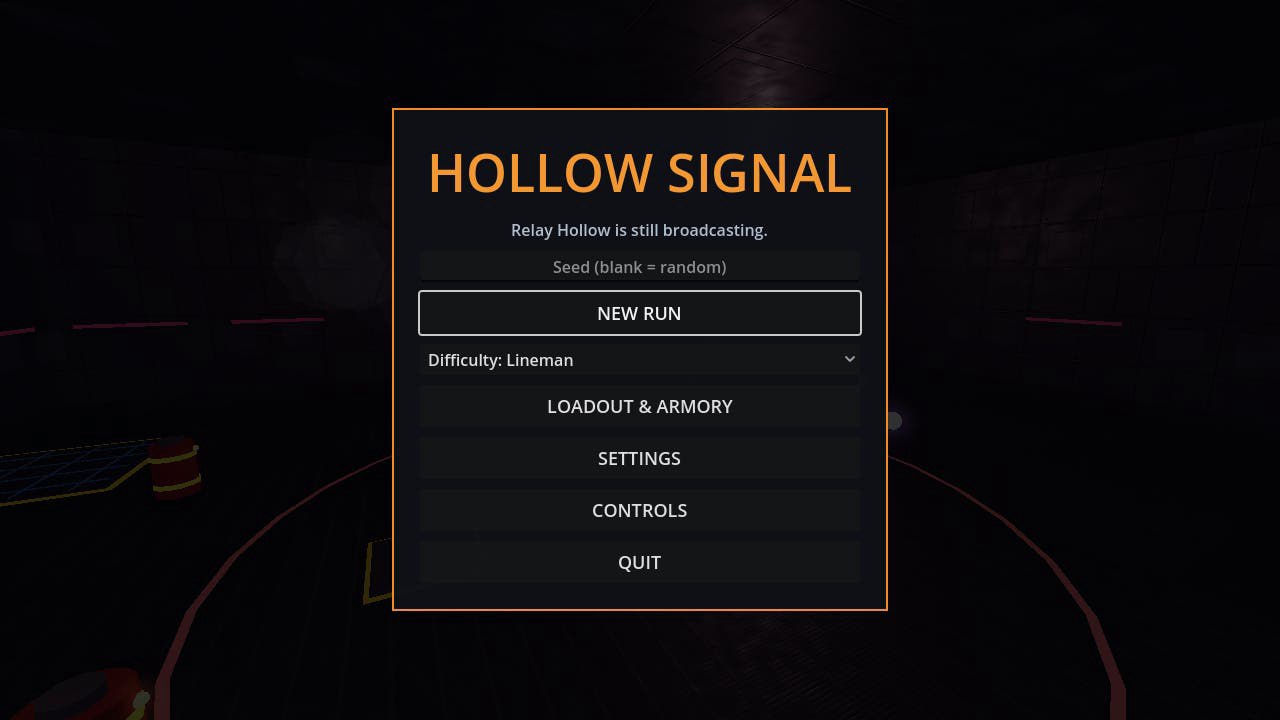 HOLLOW SIGNAL
Relay Hollow is still broadcasting.
Seed (blank = random)
NEW RUN
Difficulty: Lineman
LOADOUT & ARMORY
SETTINGS
CONTROLS
QUIT